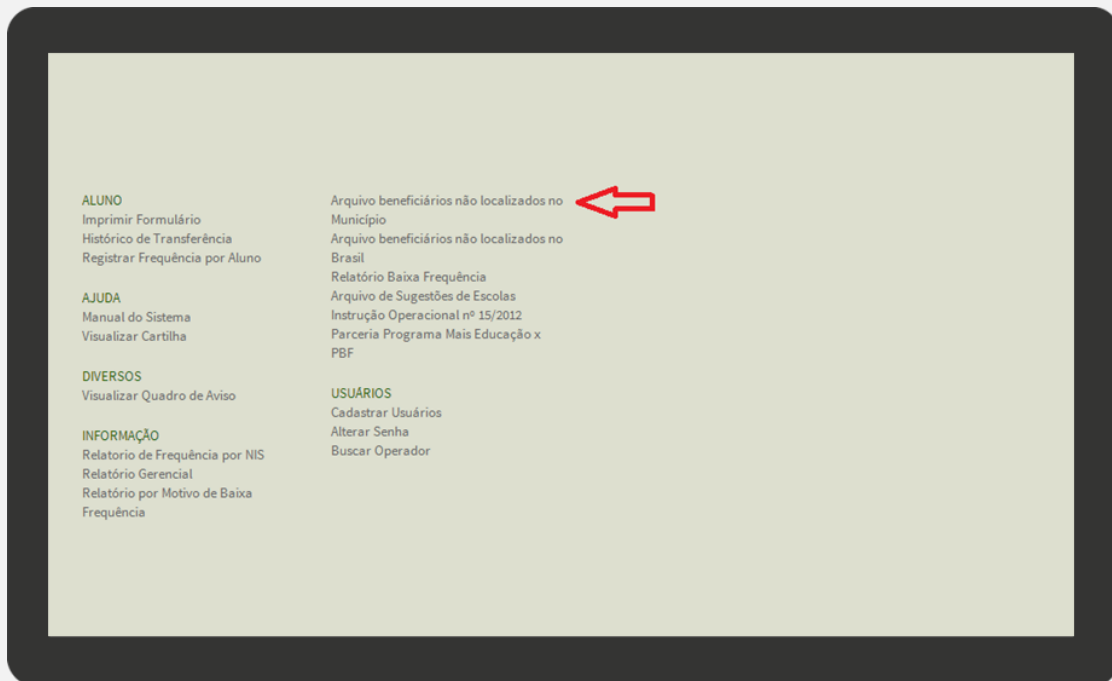 ALUNO
Imprimir Formulário
Histórico de Transferência
Registrar Frequência por Aluno
AJUDA
Manual do Sistema
Visualizar Cartilha
DIVERSOS
Visualizar Quadro de Aviso
INFORMAÇÃO
Relatorio de Frequência por NIS
Relatório Gerencial
Relatório por Motivo de Baixa
Frequência
Arquivo beneficiários não localizados no
Município
Arquivo beneficiários não localizados no
Brasil
Relatório Baixa Frequência
Arquivo de Sugestões de Escolas
Instrução Operacional nº 15/2012
Parceria Programa Mais Educação x
PBF
USUÁRIOS
Cadastrar Usuários
Alterar Senha
Buscar Operador